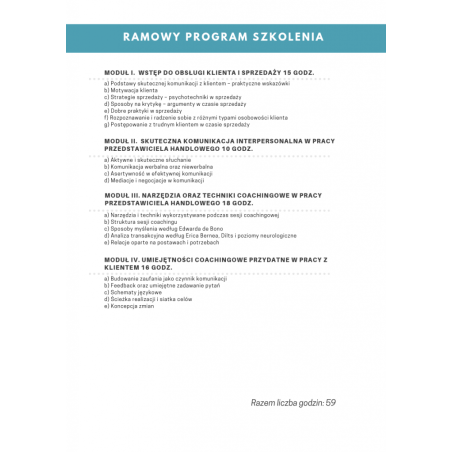 RAMOWY PROGRAM SZKOLENIA
MODUŁ I. WSTĘP DO OBSŁUGI KLIENTA I SPRZEDAŻY 15 GODZ.
a) Podstawy skutecznej komunikacji z klientem – praktyczne wskazówki
b) Motywacja klienta
c) Strategie sprzedaży – psychotechniki w sprzedaży
d) Sposoby na krytykę – argumenty w czasie sprzedaży
e) Dobre praktyki w sprzedaży
f) Rozpoznawanie i radzenie sobie z różnymi typami osobowości klienta
g) Postępowanie z trudnym klientem w czasie sprzedaży
MODUŁ II. SKUTECZNA KOMUNIKACJA INTERPERSONALNA W PRACY
PRZEDSTAWICIELA HANDLOWEGO 10 GODZ.
a) Aktywne i skuteczne słuchanie
b) Komunikacja werbalna oraz niewerbalna
c) Asertywność w efektywnej komunikacji
d) Mediacje i negocjacje w komunikacji
MODUŁ III. NARZĘDZIA ORAZ TECHNIKI COACHINGOWE W PRACY
PRZEDSTAWICIELA HANDLOWEGO 18 GODZ.
a) Narzędzia i techniki wykorzystywane podczas sesji coachingowej
b) Struktura sesji coachingu
c) Sposoby myślenia według Edwarda de Bono
d) Analiza transakcyjna według Erica Bernea, Dilts i poziomy neurologiczne
e) Relacje oparte na postawach i potrzebach
MODUŁ IV. UMIEJĘTNOŚCI COACHINGOWE PRZYDATNE W PRACY Z
KLIENTEM 16 GODZ.
a) Budowanie zaufania jako czynnik komunikacji
b) Feedback oraz umiejętne zadawanie pytań
c) Schematy językowe
d) Ścieżka realizacji i siatka celów
e) Koncepcja zmian
Razem liczba godzin: 59